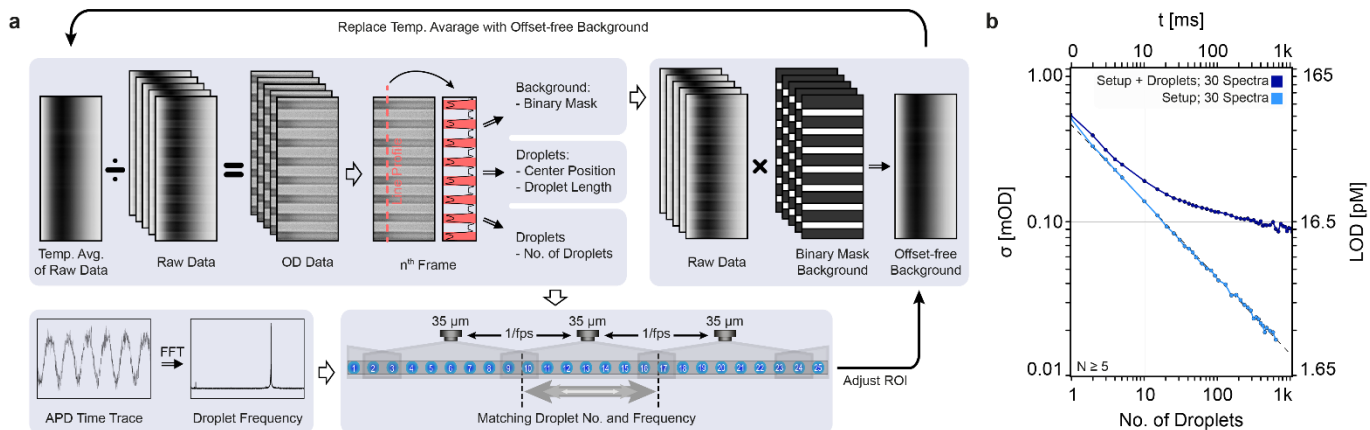 a
Replace Temp. Avarage with Offset-free Background
Temp. Avg.
of Raw Data
Raw Data
OD Data
Line Profile
nth Frame
Background:
- Binary Mask
Droplets:
- Center Position
- Droplet Length
Droplets
- No. of Droplets
Raw Data
Binary Mask
Background
Offset-free
Background
APD Time Trace
FFT
Droplet Frequency
35 µm
1/fps
35 µm
1/fps
35 µm
1 2 3 4 5 6 7 8 9 10 11 12 13 14 15 16 17 18 19 20 21 22 23 24 25
Matching Droplet No. and Frequency
Adjust ROI
b
t [ms]
0 10 100 1k
Setup + Droplets; 30 Spectra
Setup; 30 Spectra
σ [mOD]
1.00
0.10
0.01
LOD [pM]
165
16.5
1.65
N ≥ 5
1 10 100 1k
No. of Droplets